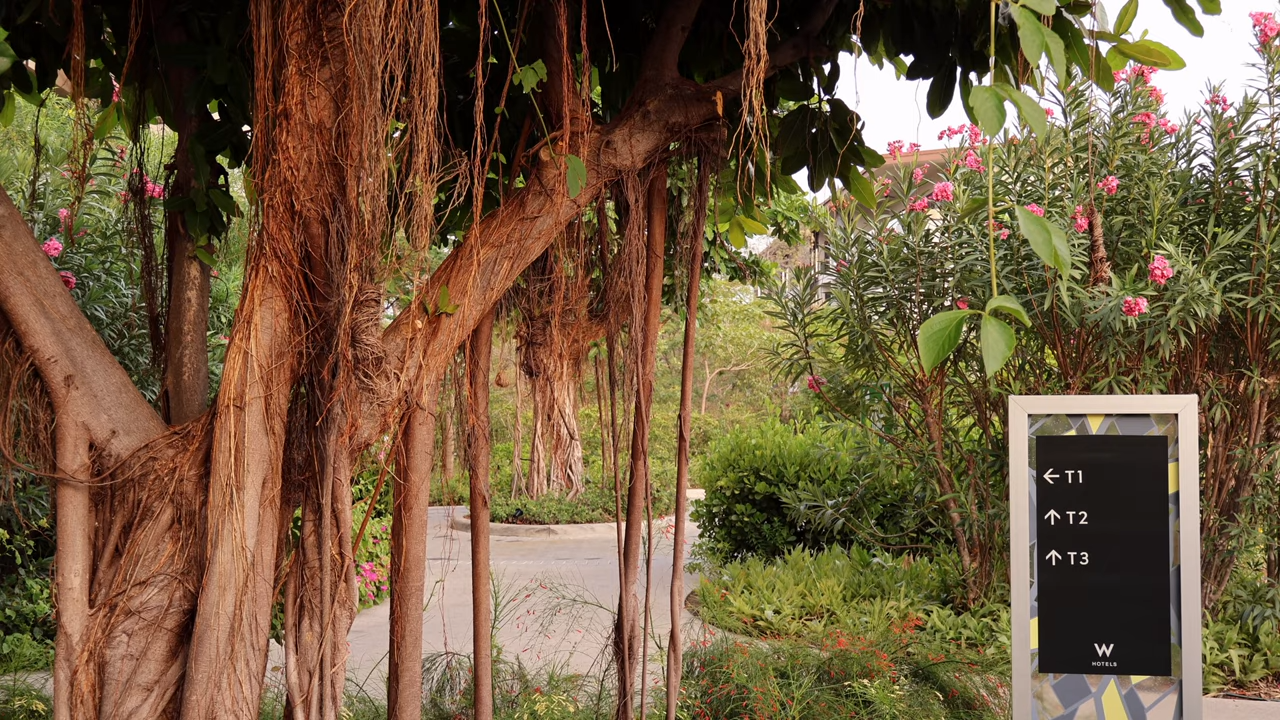 ← T1
↑ T2
↑ T3
W
HOTELS